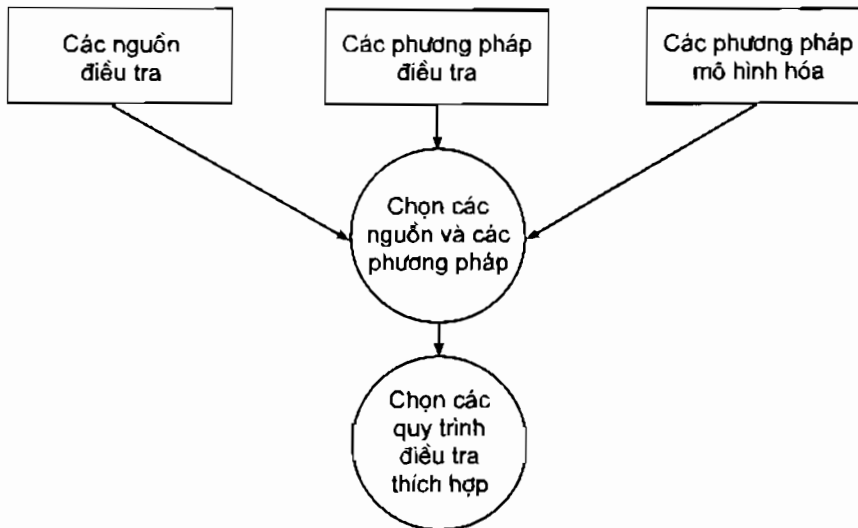 Các nguồn
điều tra
Các phương pháp
điều tra
Các phương pháp
mô hình hóa
Chọn các
nguồn và các
phương pháp
Chọn các
quy trình
điều tra
thích hợp